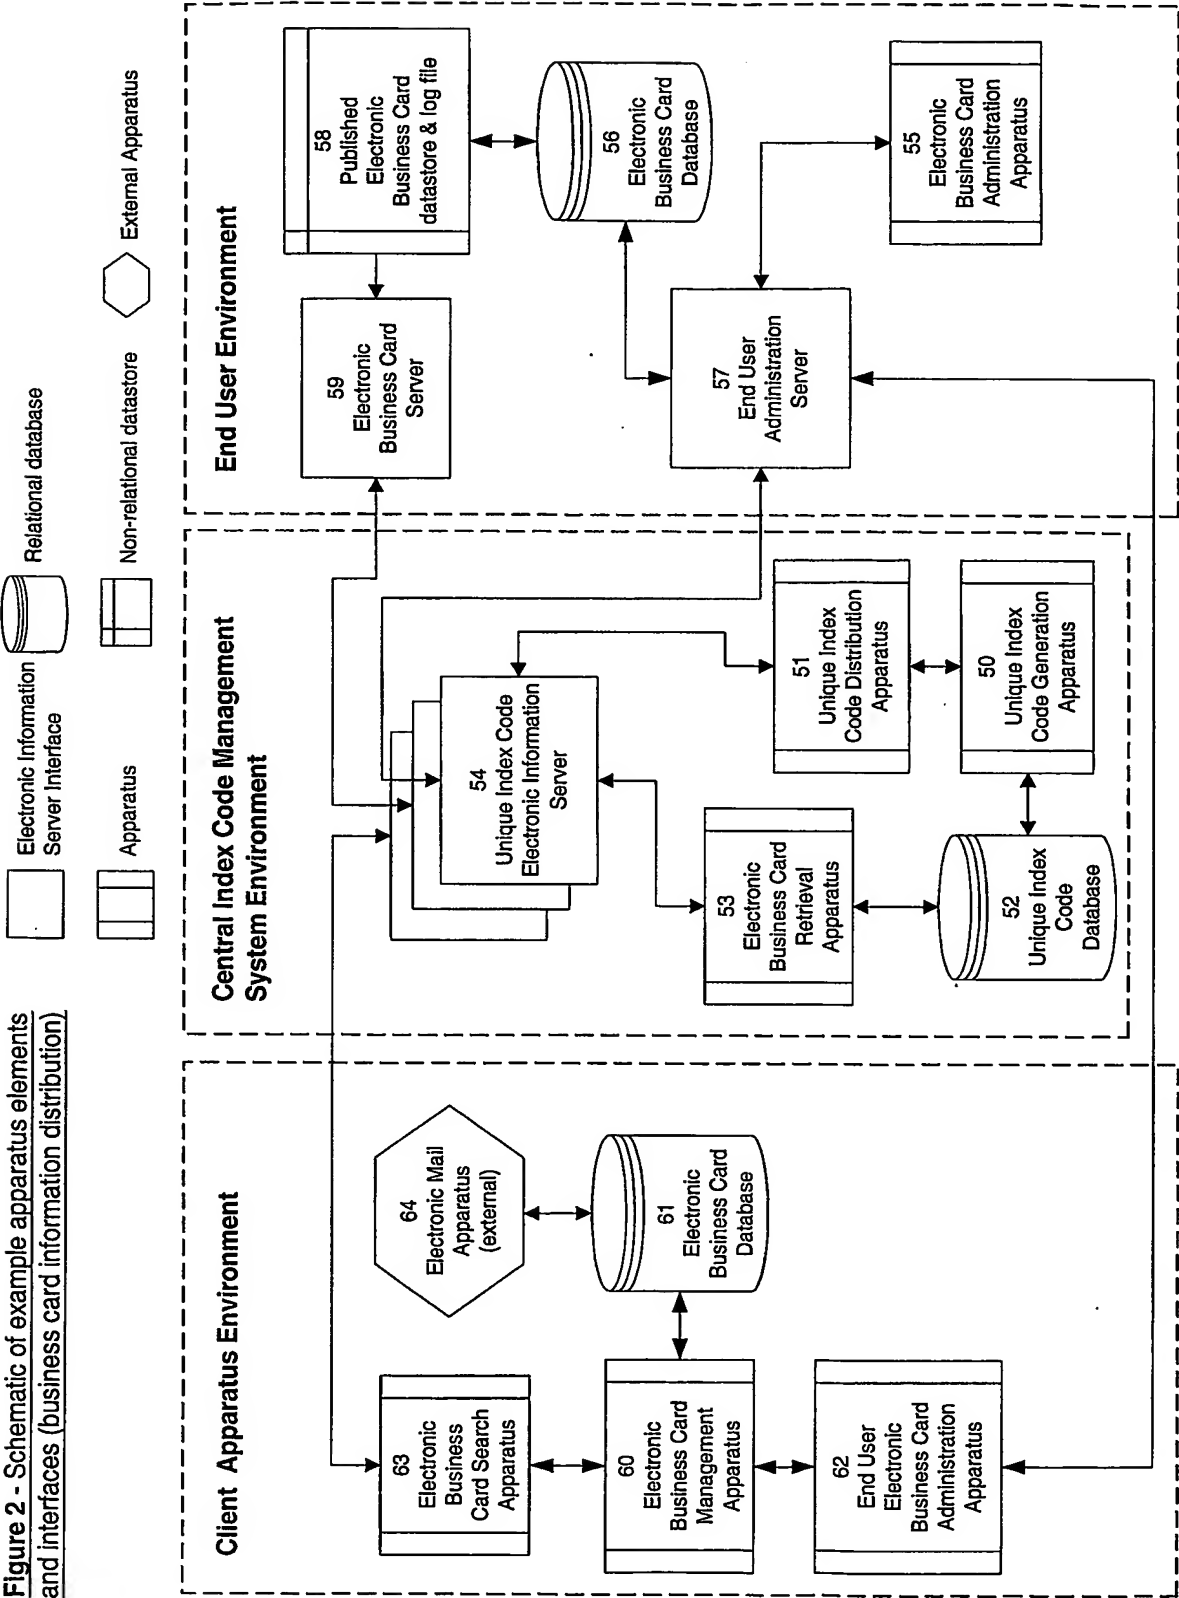 Figure 2 - Schematic of example apparatus elements
and interfaces (business card information distribution)
Electronic Information
Server Interface
Relational database
Apparatus
Non-relational datastore
External Apparatus
Client Apparatus Environment
63
Electronic
Business
Card Search
Apparatus
64
Electronic Mail
Apparatus
(external)
60
Electronic
Business Card
Management
Apparatus
61
Electronic
Business Card
Database
62
End User
Electronic
Business Card
Administration
Apparatus
Central Index Code Management
System Environment
54
Unique Index Code
Electronic Information
Server
53
Electronic
Business Card
Retrieval
Apparatus
51
Unique Index
Code Distribution
Apparatus
52
Unique Index
Code
Database
50
Unique Index
Code Generation
Apparatus
End User Environment
59
Electronic
Business Card
Server
58
Published
Electronic
Business Card
datastore & log file
56
Electronic
Business Card
Database
57
End User
Administration
Server
55
Electronic
Business Card
Administration
Apparatus